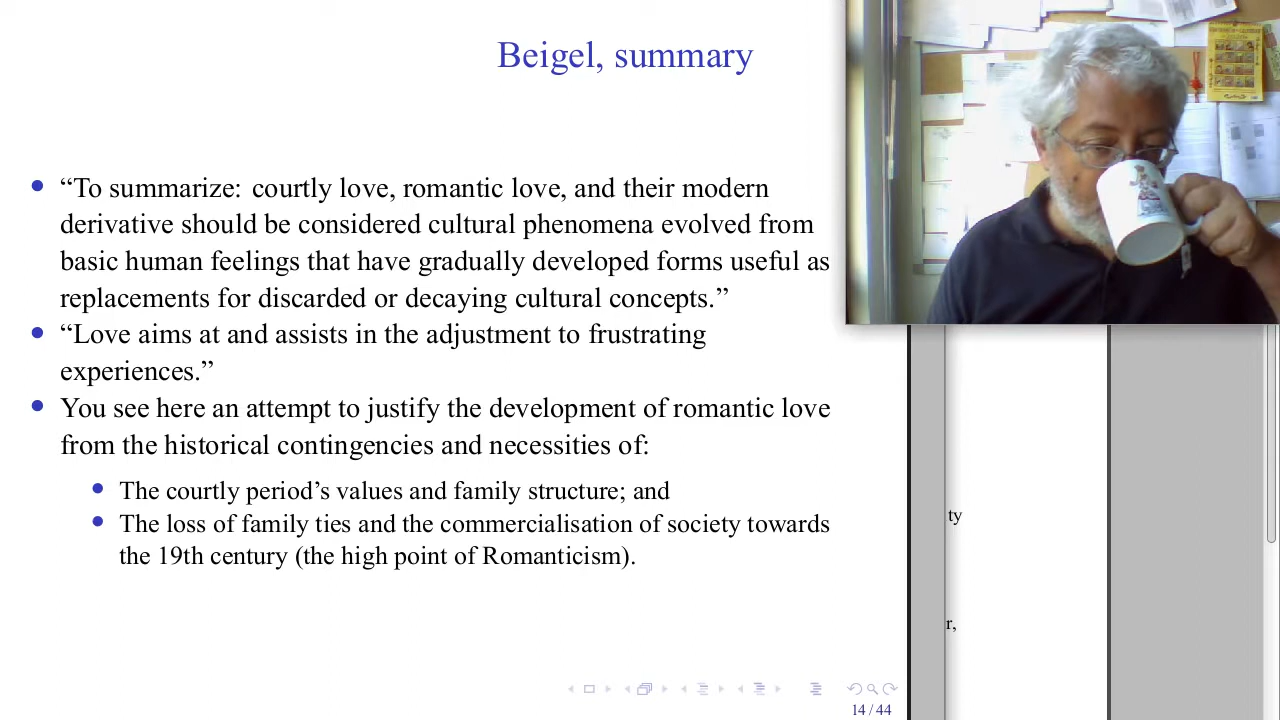 Beigel, summary
• “To summarize: courtly love, romantic love, and their modern
derivative should be considered cultural phenomena evolved from
basic human feelings that have gradually developed forms useful as
replacements for discarded or decaying cultural concepts.”
• “Love aims at and assists in the adjustment to frustrating
experiences.”
• You see here an attempt to justify the development of romantic love
from the historical contingencies and necessities of:
• The courtly period’s values and family structure; and
• The loss of family ties and the commercialisation of society towards
the 19th century (the high point of Romanticism).
ty
r,
14 / 44